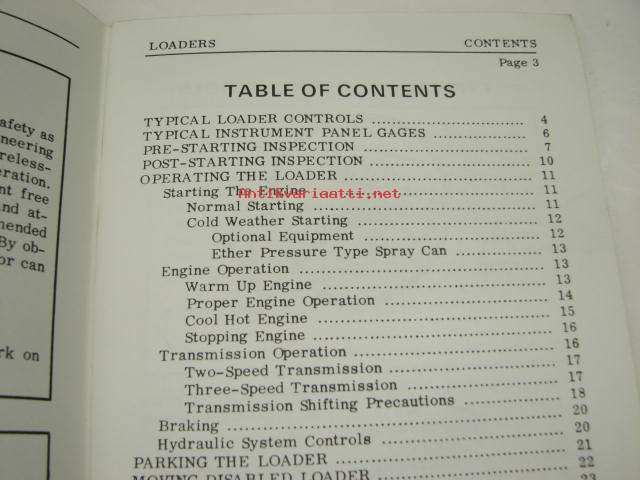 afety as
neering
reless-
eration.
nt free
nd at-
mended
By ob-
or can
rk on
LOADERS CONTENTS
Page 3
TABLE OF CONTENTS
TYPICAL LOADER CONTROLS 4
TYPICAL INSTRUMENT PANEL GAGES 6
PRE-STARTING INSPECTION 7
POST-STARTING INSPECTION 10
OPERATING THE LOADER 11
Starting The Engine 11
Antikvariaatti.net
Normal Starting 11
Cold Weather Starting 12
Optional Equipment 12
Ether Pressure Type Spray Can 13
Engine Operation 13
Warm Up Engine 13
Proper Engine Operation 14
Cool Hot Engine 15
Stopping Engine 16
Transmission Operation 16
Two-Speed Transmission 17
Three-Speed Transmission 17
Transmission Shifting Precautions 18
Braking 20
Hydraulic System Controls 20
PARKING THE LOADER 21
MOVING DISABLED LOADER 22
23